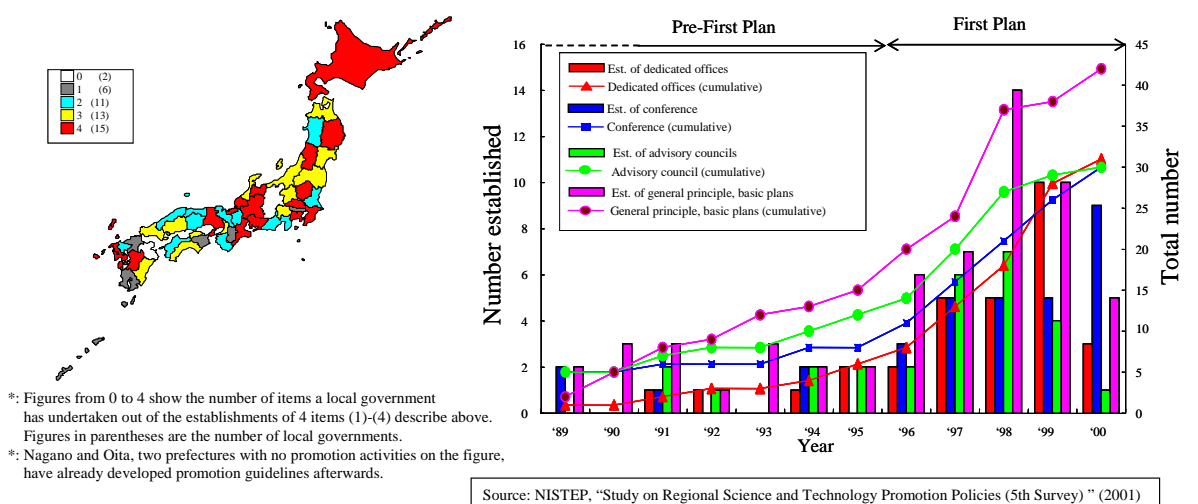 0 (2)
1 (6)
2 (11)
3 (13)
4 (15)
*: Figures from 0 to 4 show the number of items a local government
has undertaken out of the establishments of 4 items (1)-(4) describe above.
Figures in parentheses are the number of local governments.
*: Nagano and Oita, two prefectures with no promotion activities on the figure,
have already developed promotion guidelines afterwards.
Pre-First Plan
First Plan
Number established
16
14
12
10
8
6
4
2
0
Est. of dedicated offices
Dedicated offices (cumulative)
Est. of conference
Conference (cumulative)
Est. of advisory councils
Advisory council (cumulative)
Est. of general principle, basic plans
General principle, basic plans (cumulative)
45
40
35
30
25
20
15
10
5
0
Total number
'89 '90 '91 '92 '93 '94 '95 '96 '97 '98 '99 '00
Year
Source: NISTEP, “Study on Regional Science and Technology Promotion Policies (5th Survey) ” (2001)